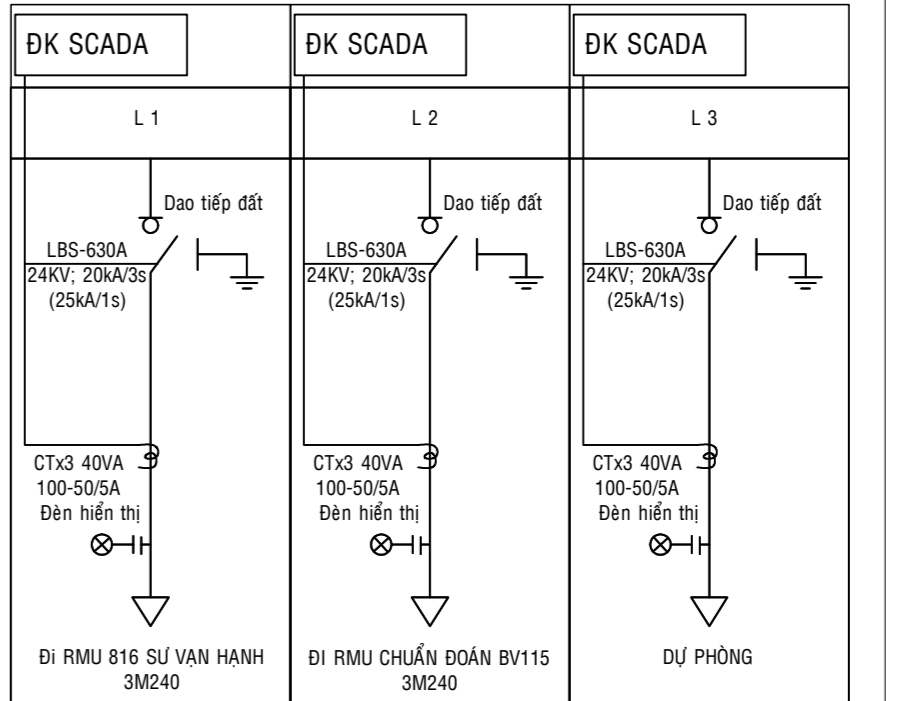 ĐK SCADA
ĐK SCADA
ĐK SCADA
L 1
L 2
L 3
Dao tiếp đất
LBS-630A
24KV; 20kA/3s
(25kA/1s)
CTx3 40VA
100-50/5A
Đèn hiển thị
Đi RMU 816 SƯ VẠN HẠNH
3M240
Dao tiếp đất
LBS-630A
24KV; 20kA/3s
(25kA/1s)
CTx3 40VA
100-50/5A
Đèn hiển thị
ĐI RMU CHUẨN ĐOÁN BV115
3M240
Dao tiếp đất
LBS-630A
24KV; 20kA/3s
(25kA/1s)
CTx3 40VA
100-50/5A
Đèn hiển thị
DỰ PHÒNG